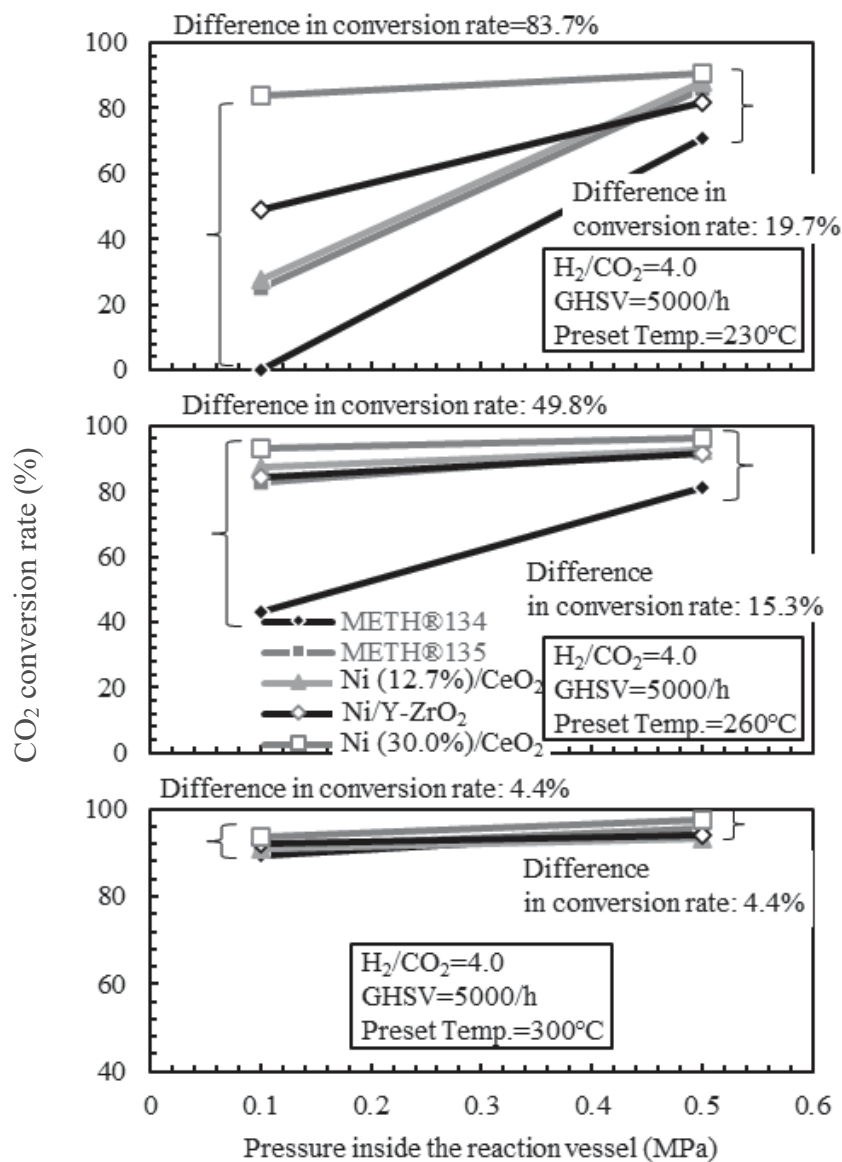 Difference in conversion rate=83.7%
100
80
60
40
20
0
Difference in
conversion rate: 19.7%
H₂/CO₂=4.0
GHSV=5000/h
Preset Temp.=230°C
Difference in conversion rate: 49.8%
100
80
60
40
20
0
Difference
in conversion rate: 15.3%
METH®134
METH®135
Ni (12.7%)/CeO₂
Ni/Y-ZrO₂
Ni (30.0%)/CeO₂
H₂/CO₂=4.0
GHSV=5000/h
Preset Temp.=260°C
CO₂ conversion rate (%)
Difference in conversion rate: 4.4%
100
80
60
40
Difference
in conversion rate: 4.4%
H₂/CO₂=4.0
GHSV=5000/h
Preset Temp.=300°C
0 0.1 0.2 0.3 0.4 0.5 0.6
Pressure inside the reaction vessel (MPa)